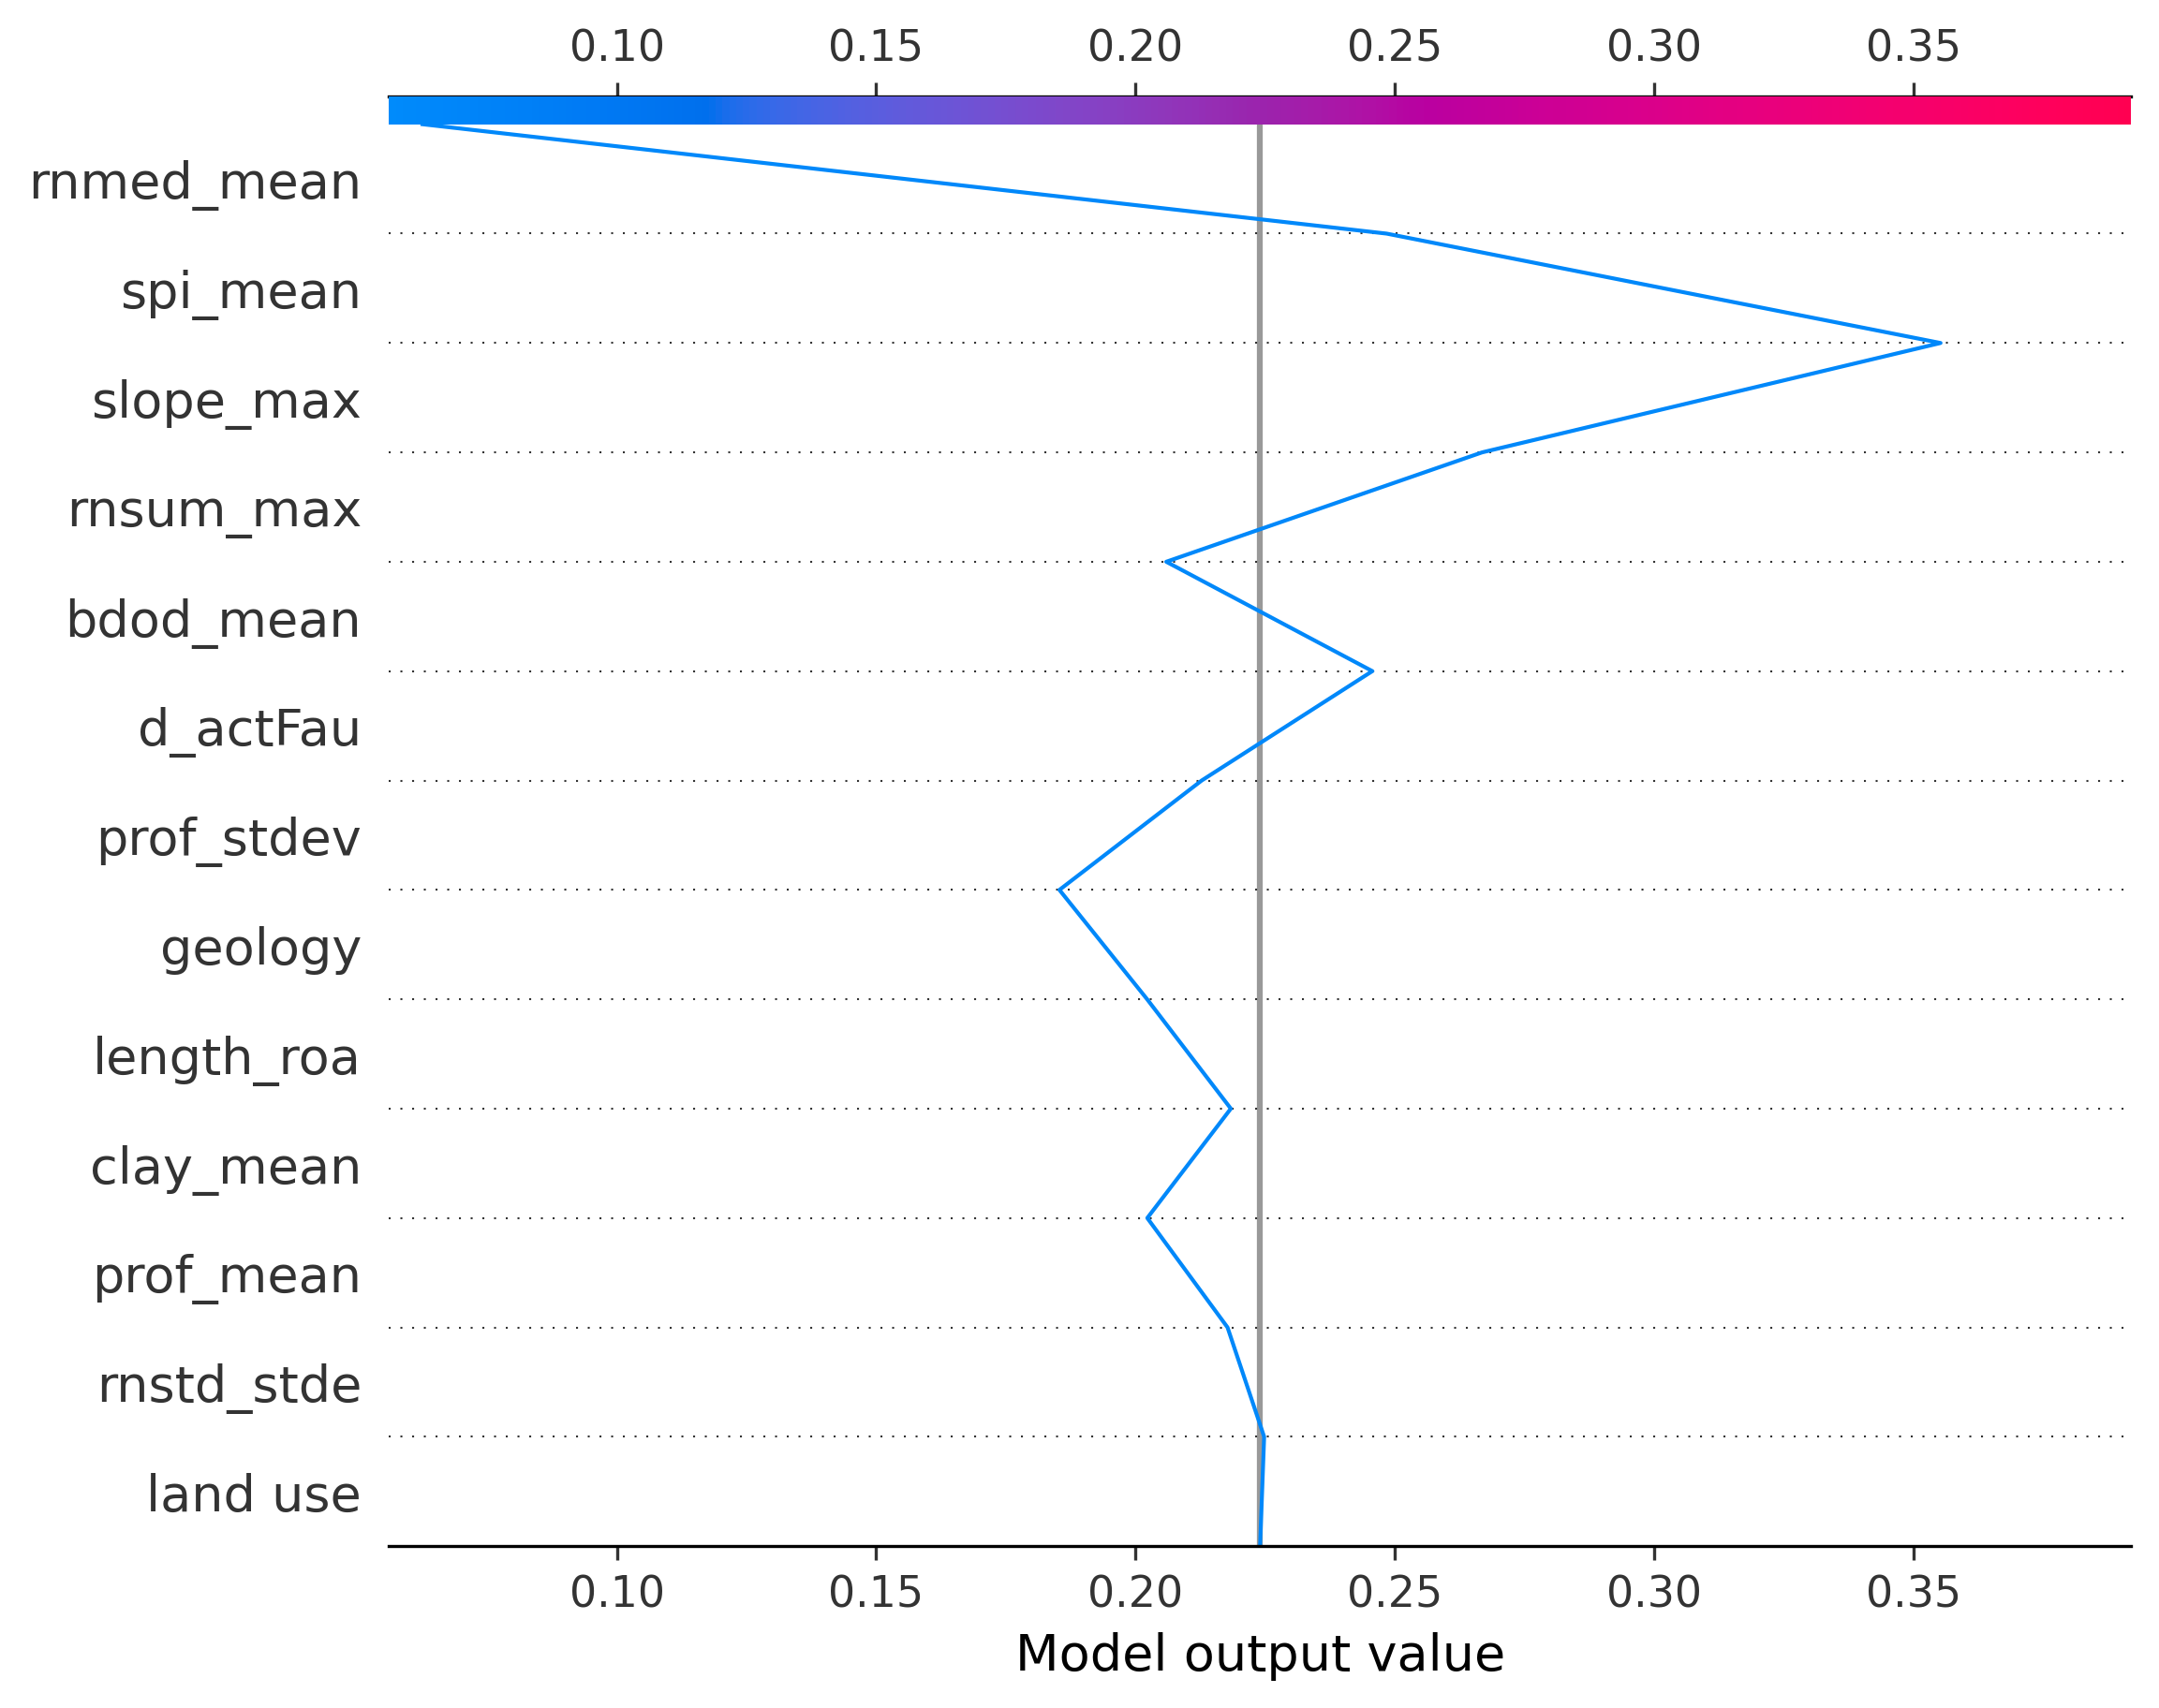 0.10 0.15 0.20 0.25 0.30 0.35
rnmed_mean
spi_mean
slope_max
rnsum_max
bdod_mean
d_actFau
prof_stdev
geology
length_roa
clay_mean
prof_mean
rnstd_stde
land use
0.10 0.15 0.20 0.25 0.30 0.35
Model output value